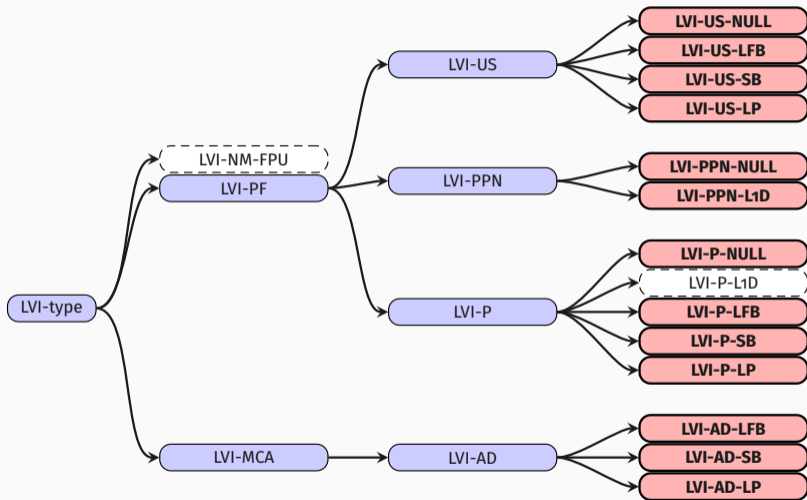 LVI-type
LVI-NM-FPU
LVI-PF
LVI-MCA
LVI-US
LVI-PPN
LVI-P
LVI-AD
LVI-US-NULL
LVI-US-LFB
LVI-US-SB
LVI-US-LP
LVI-PPN-NULL
LVI-PPN-L1D
LVI-P-NULL
LVI-P-L1D
LVI-P-LFB
LVI-P-SB
LVI-P-LP
LVI-AD-LFB
LVI-AD-SB
LVI-AD-LP